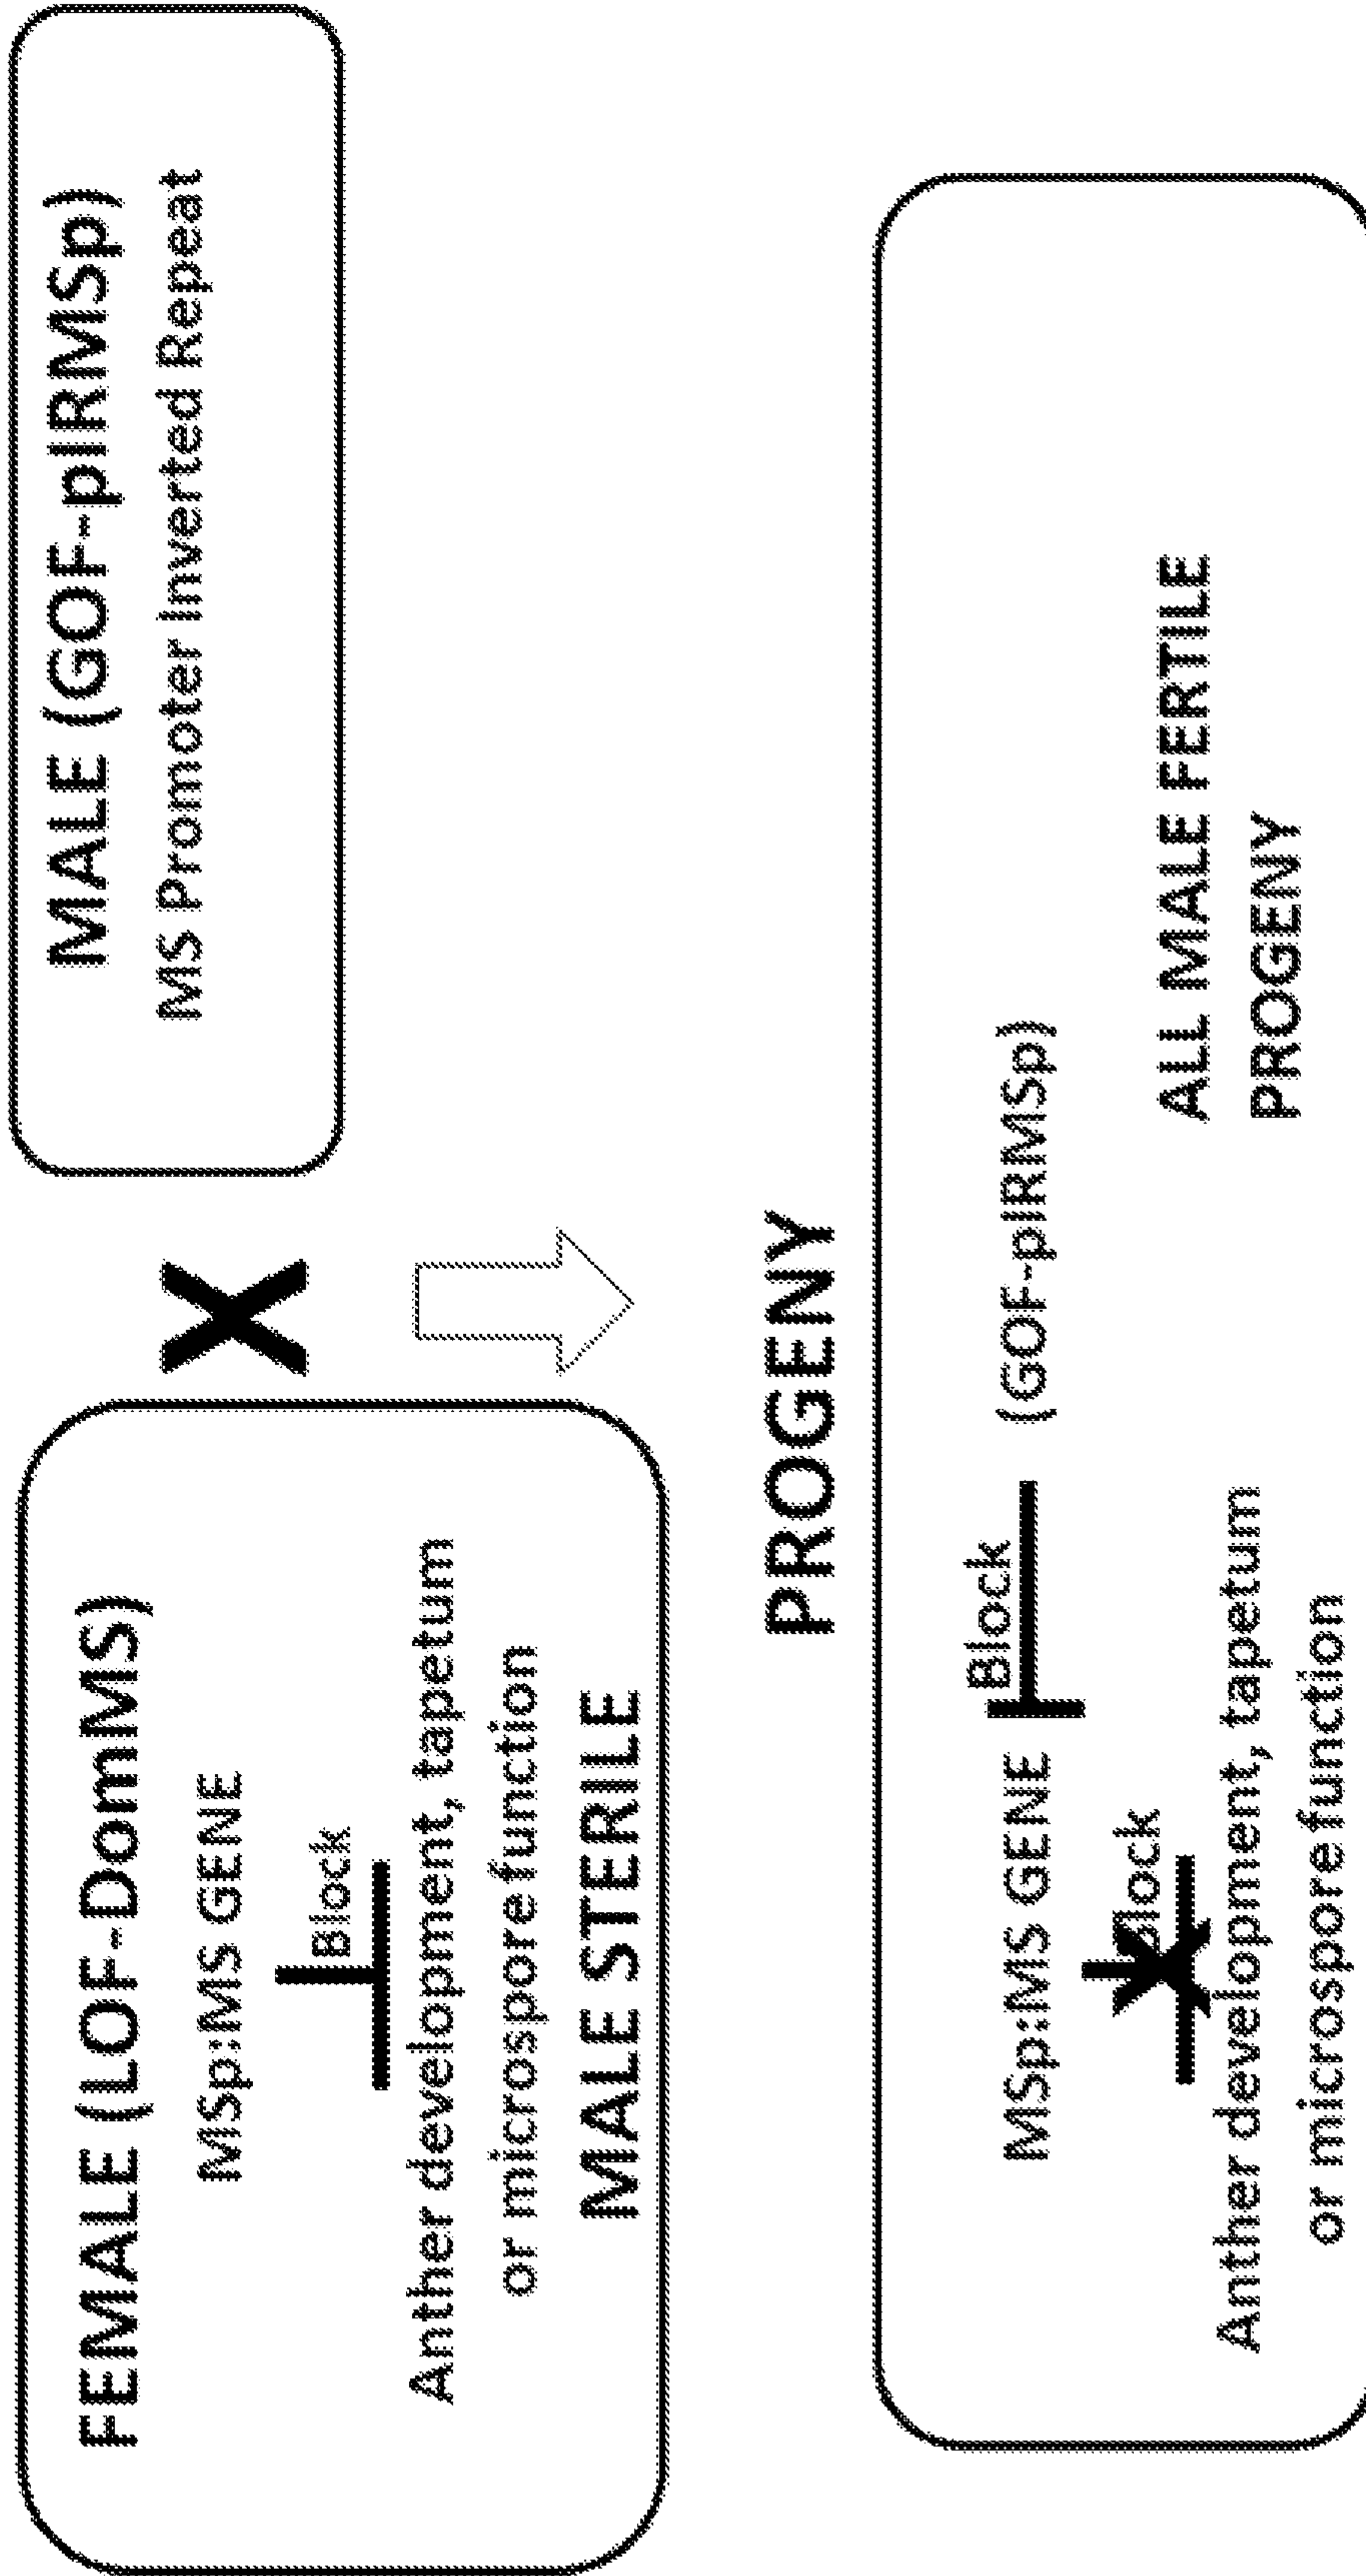 FEMALE (LOF-DomMS)
MSp:MS GENE
Block
Anther development, tapetum
or microspore function
MALE STERILE
X
MALE (GOF-pIRMSp)
MS Promoter Inverted Repeat
PROGENY
Block
MSp:MS GENE
(GOF-pIRMSp)
Block
Anther development, tapetum
or microspore function
ALL MALE FERTILE
PROGENY